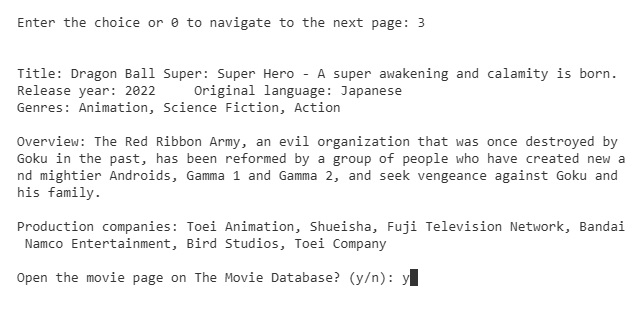 Enter the choice or 0 to navigate to the next page: 3
Title: Dragon Ball Super: Super Hero - A super awakening and calamity is born.
Release year: 2022     Original language: Japanese
Genres: Animation, Science Fiction, Action
Overview: The Red Ribbon Army, an evil organization that was once destroyed by
Goku in the past, has been reformed by a group of people who have created new a
nd mightier Androids, Gamma 1 and Gamma 2, and seek vengeance against Goku and
his family.
Production companies: Toei Animation, Shueisha, Fuji Television Network, Bandai
 Namco Entertainment, Bird Studios, Toei Company
Open the movie page on The Movie Database? (y/n): y